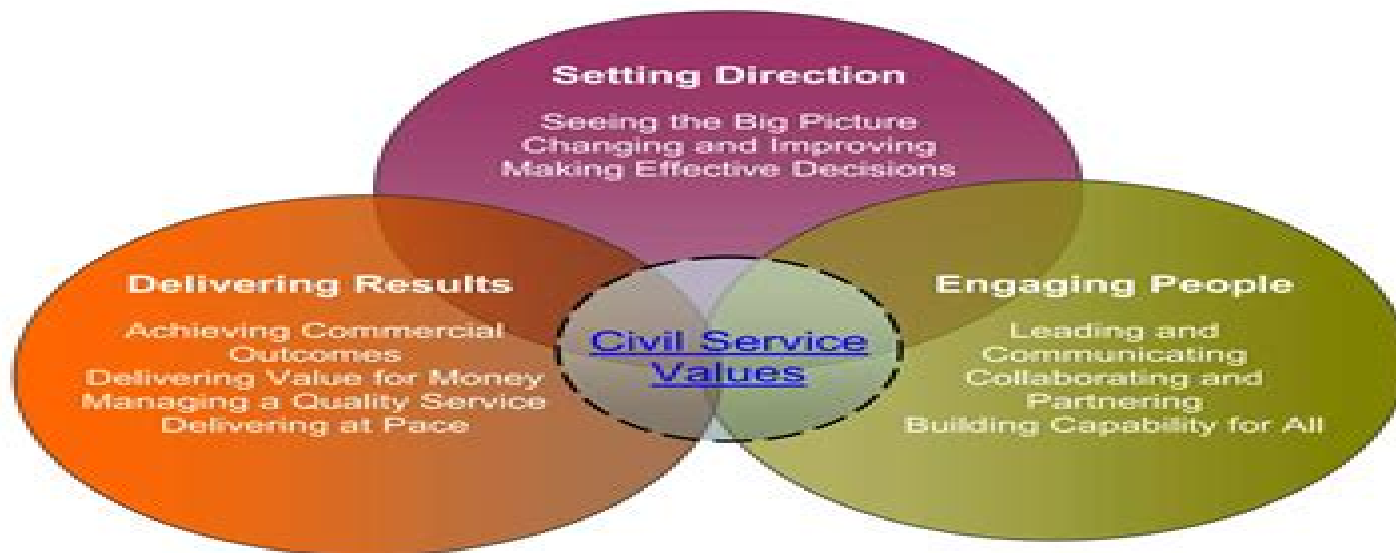 Setting Direction
Seeing the Big Picture
Changing and Improving
Making Effective Decisions
Delivering Results
Achieving Commercial
Outcomes
Delivering Value for Money
Managing a Quality Service
Delivering at Pace
Civil Service
Values
Engaging People
Leading and
Communicating
Collaborating and
Partnering
Building Capability for All